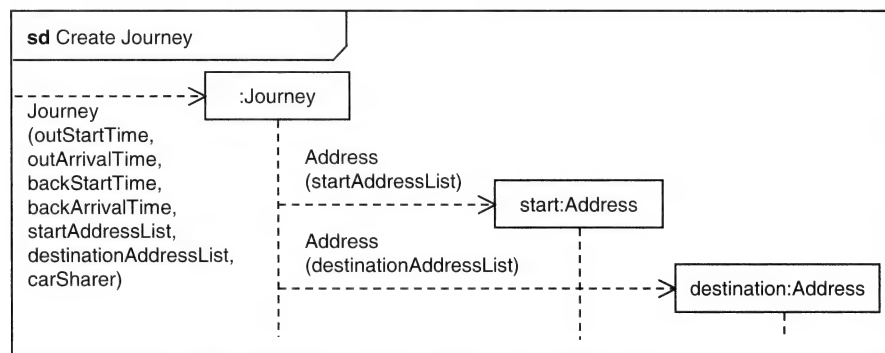 sd Create Journey
:Journey
Journey
(outStartTime,
outArrivalTime,
backStartTime,
backArrivalTime,
startAddressList,
destinationAddressList,
carSharer)
Address
(startAddressList)
start:Address
Address
(destinationAddressList)
destination:Address